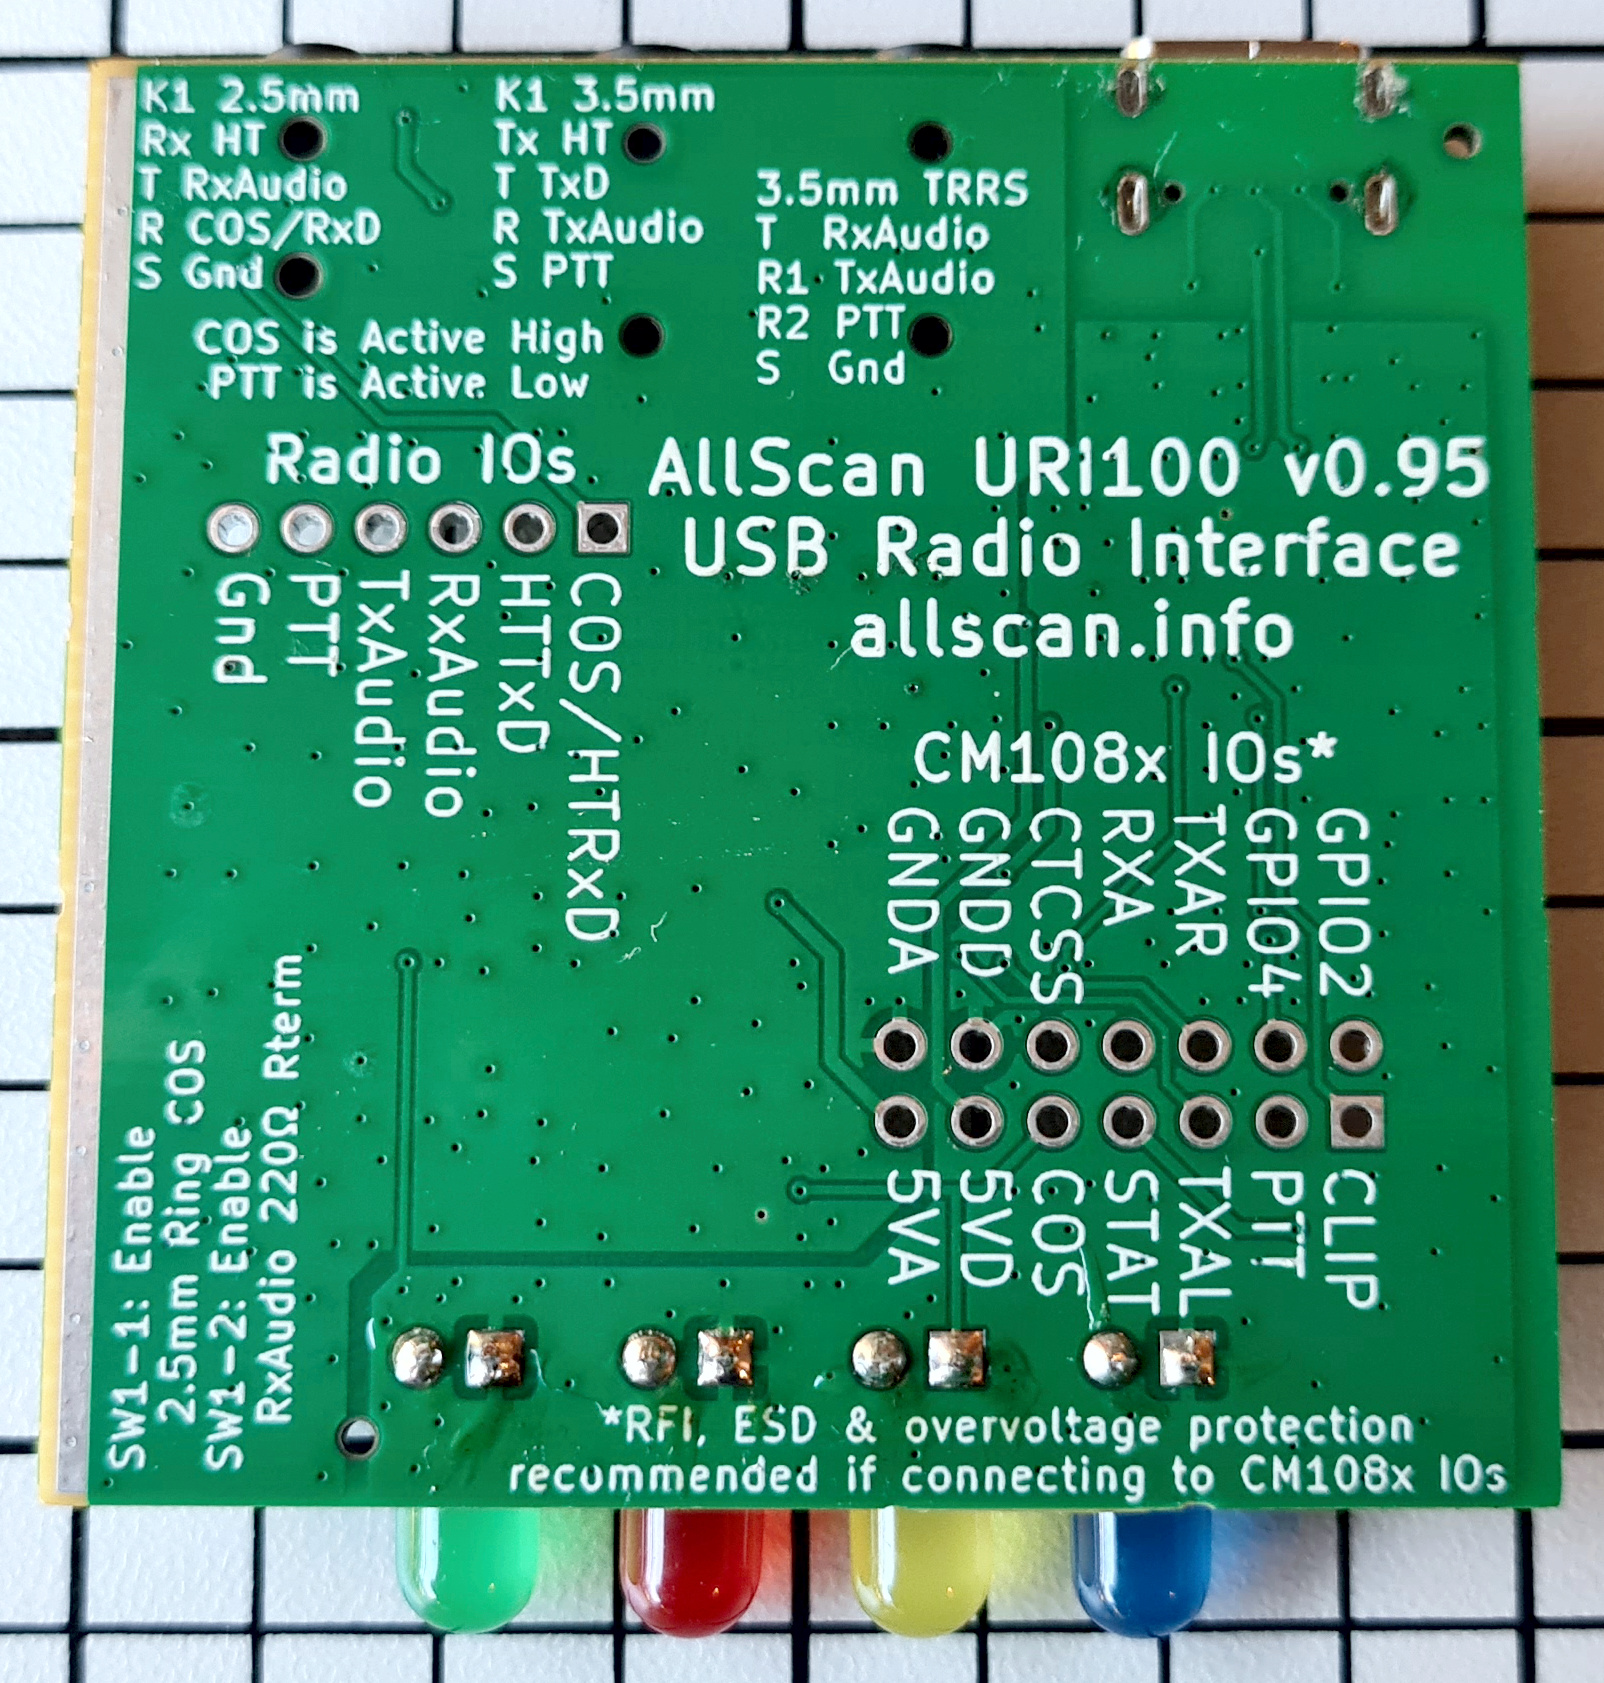 K1 2.5mm
Rx HT
T RxAudio
R COS/RxD
S Gnd
K1 3.5mm
Tx HT
T TxD
R TxAudio
S PTT
3.5mm TRRS
T RxAudio
R1 TxAudio
R2 PTT
S Gnd
COS is Active High
PTT is Active Low
Radio IOs
Gnd
PTT
TxAudio
RxAudio
HTTxD
COS/HTRxD
AllScan URI100 v0.95
USB Radio Interface
allscan.info
CM108x IOs*
GNDA
GNDD
CTCSS
RXA
TXAR
GPIO4
GPIO2
5VA
5VD
COS
STAT
TXAL
PTT
CLIP
SW1-1: Enable
2.5mm Ring COS
SW1-2: Enable
RxAudio 220Ω Rterm
*RFI, ESD & overvoltage protection
recommended if connecting to CM108x IOs